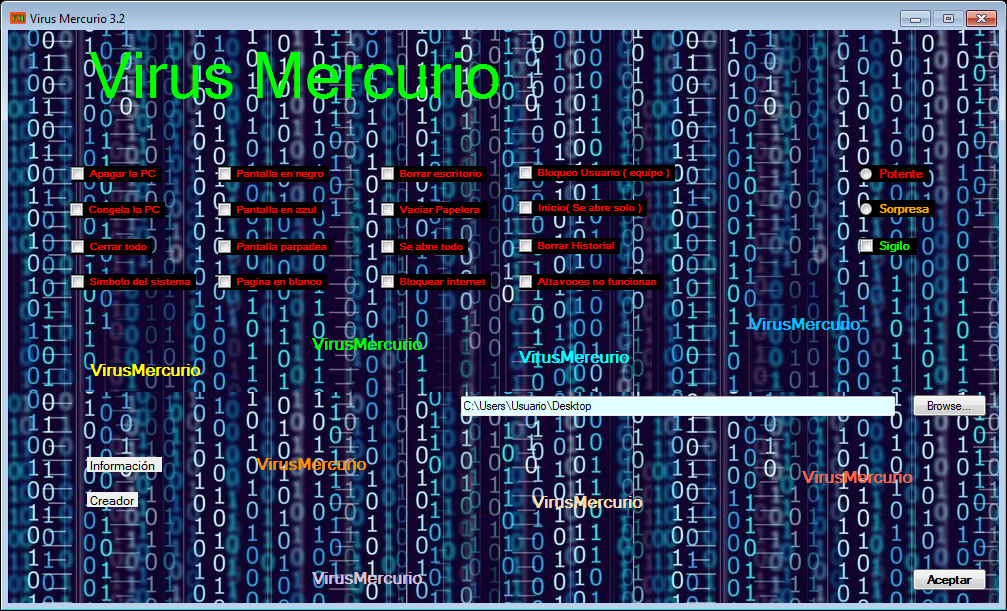 Virus Mercurio 3.2
Virus Mercurio
Apagar la PC
Pantalla en negro
Borrar escritorio
Bloqueo Usuario ( equipo )
Potente
Congela la PC
Pantalla en azul
Vaciar Papelera
Inicio( Se abre solo )
Sorpresa
Cerrar todo
Pantalla parpadea
Se abre todo
Borrar Historial
Sigilo
Simbolo del sistema
Pagina en blanco
Bloquear internet
Altavoces no funcionan
VirusMercurio
VirusMercurio
VirusMercurio
VirusMercurio
C:\Users\Usuario\Desktop
Browse...
Información
VirusMercurio
VirusMercurio
Creador
VirusMercurio
VirusMercurio
Aceptar